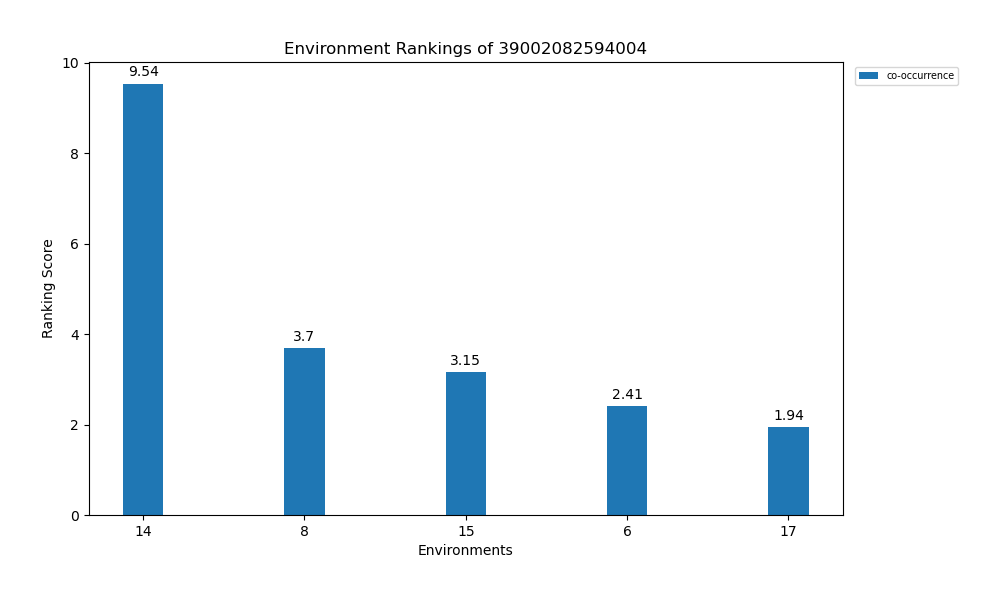 Environment Rankings of 39002082594004
co-occurrence
Ranking Score
10
8
6
4
2
0
9.54
3.7
3.15
2.41
1.94
14 8 15 6 17
Environments